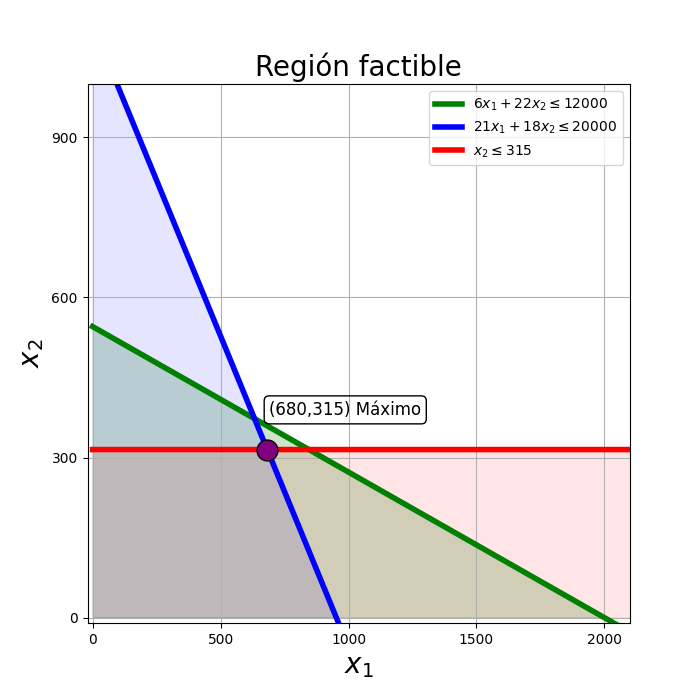 Región factible
6x₁ + 22x₂ ≤ 12000
21x₁ + 18x₂ ≤ 20000
x₂ ≤ 315
900
600
300
0
x₂
(680,315) Máximo
0 500 1000 1500 2000
x₁